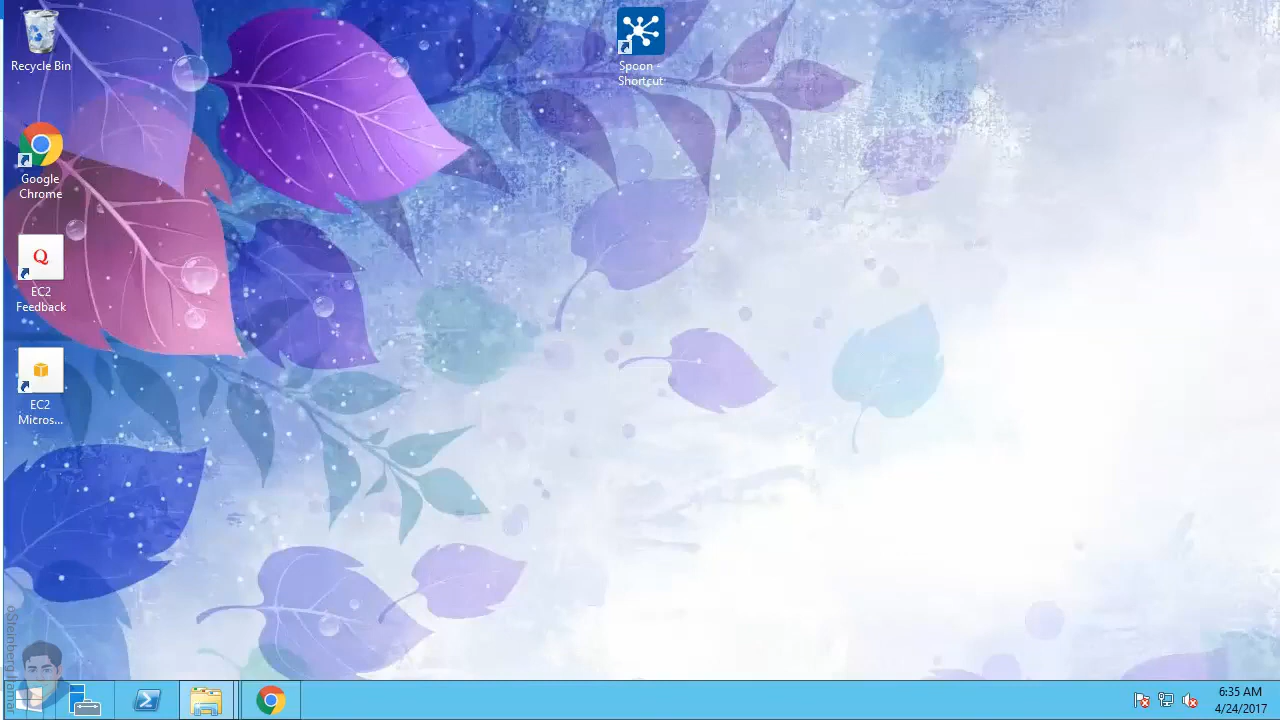 Recycle Bin
Spoon -
Shortcut
Google
Chrome
Q
EC2
Feedback
EC2
Micros...
6:35 AM
4/24/2017